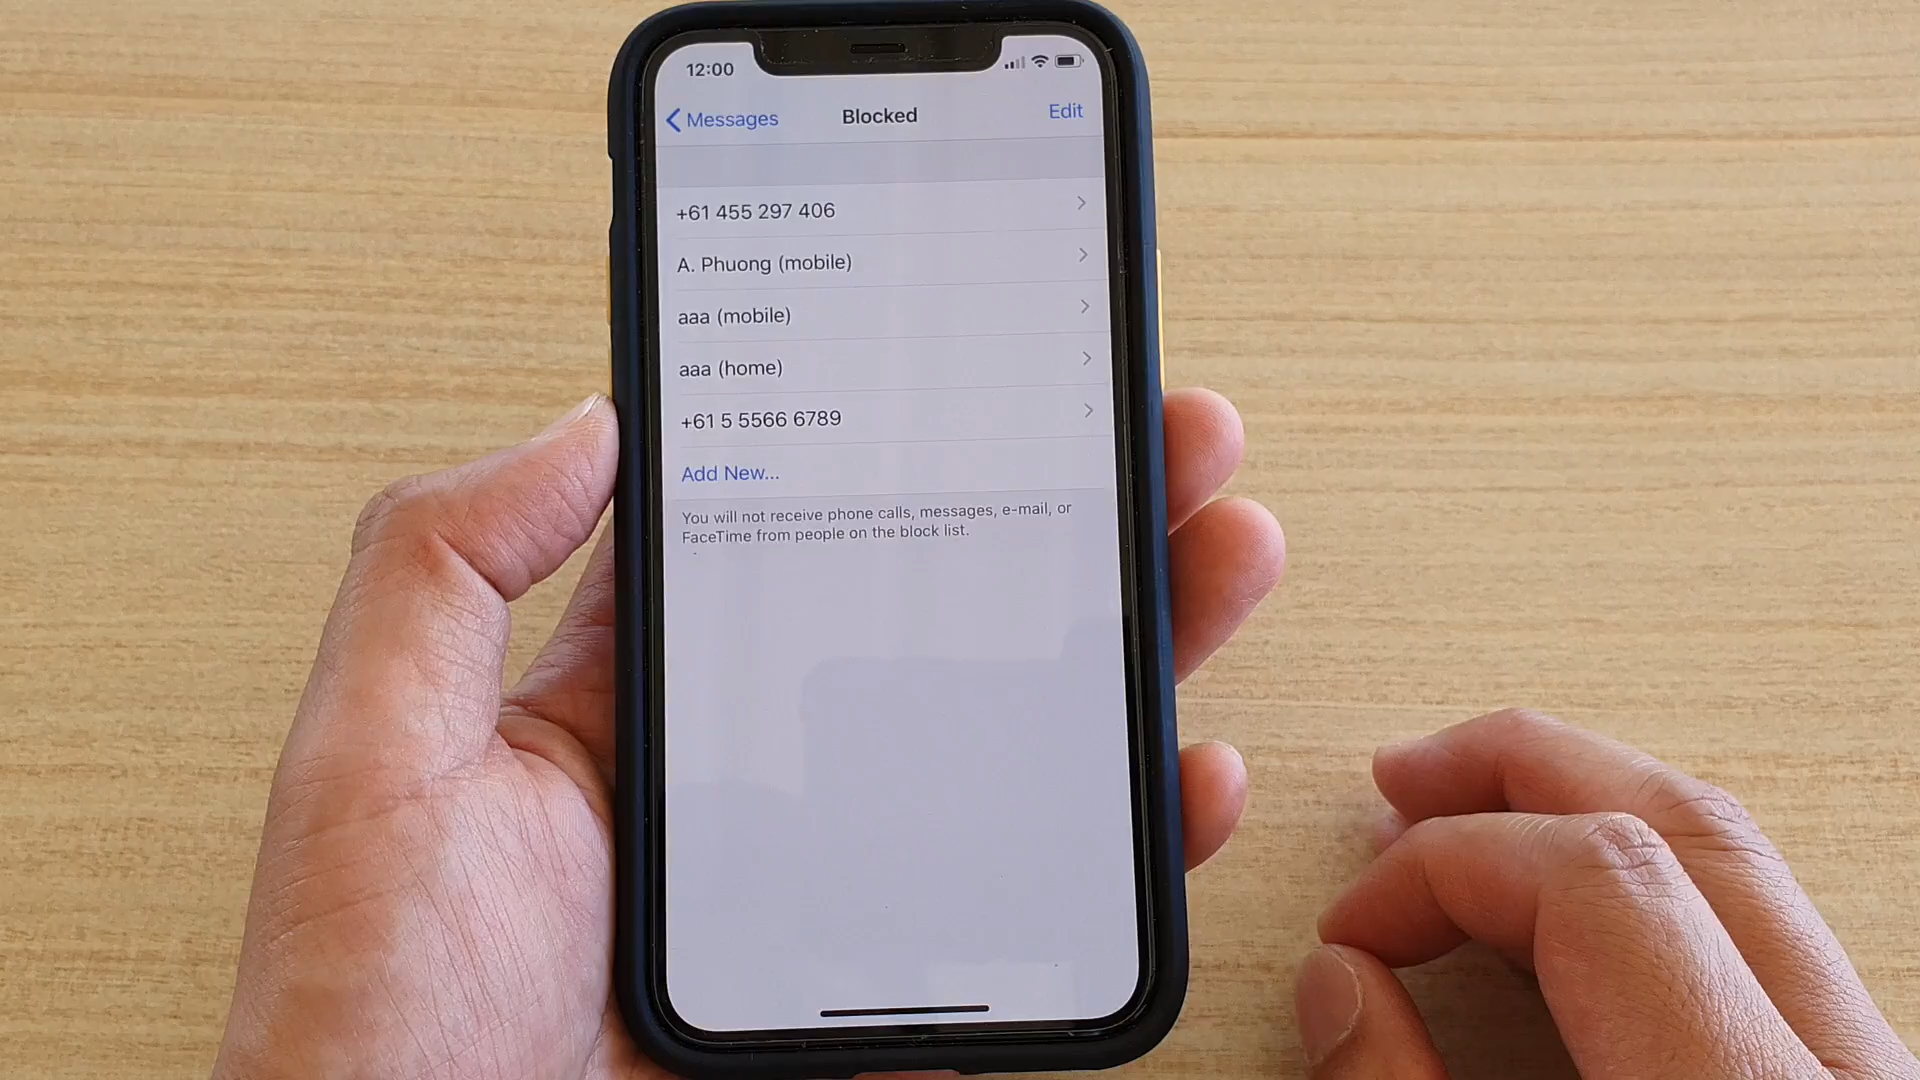 12:00
Messages Blocked Edit
+61 455 297 406
A. Phuong (mobile)
aaa (mobile)
aaa (home)
+61 5 5566 6789
Add New...
You will not receive phone calls, messages, e-mail, or
FaceTime from people on the block list.